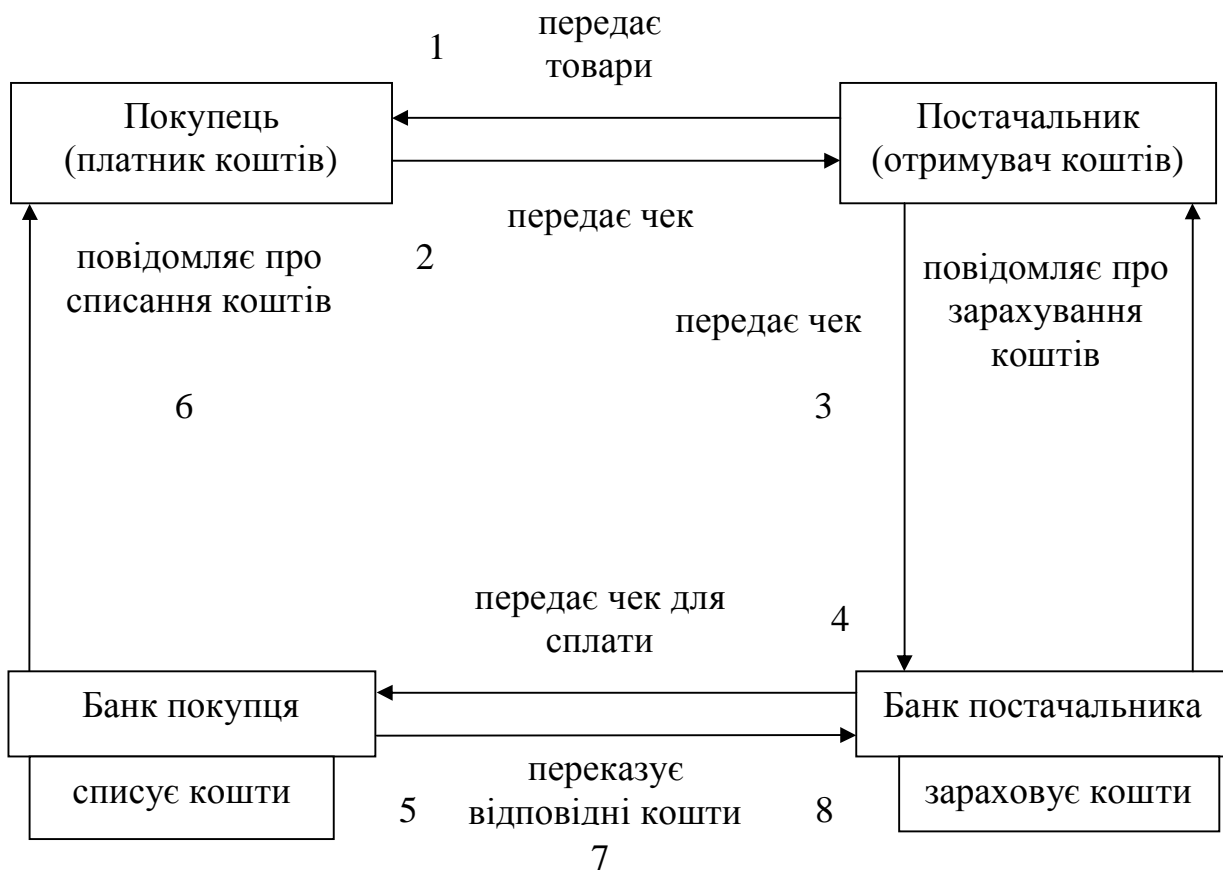 передає
товари
1
Покупець
(платник коштів)
Постачальник
(отримувач коштів)
передає чек
2
повідомляє про
списання коштів
повідомляє про
зарахування
коштів
передає чек
6
3
передає чек для
сплати
4
Банк покупця
Банк постачальника
списує кошти
5
переказує
відповідні кошти
8
зараховує кошти
7